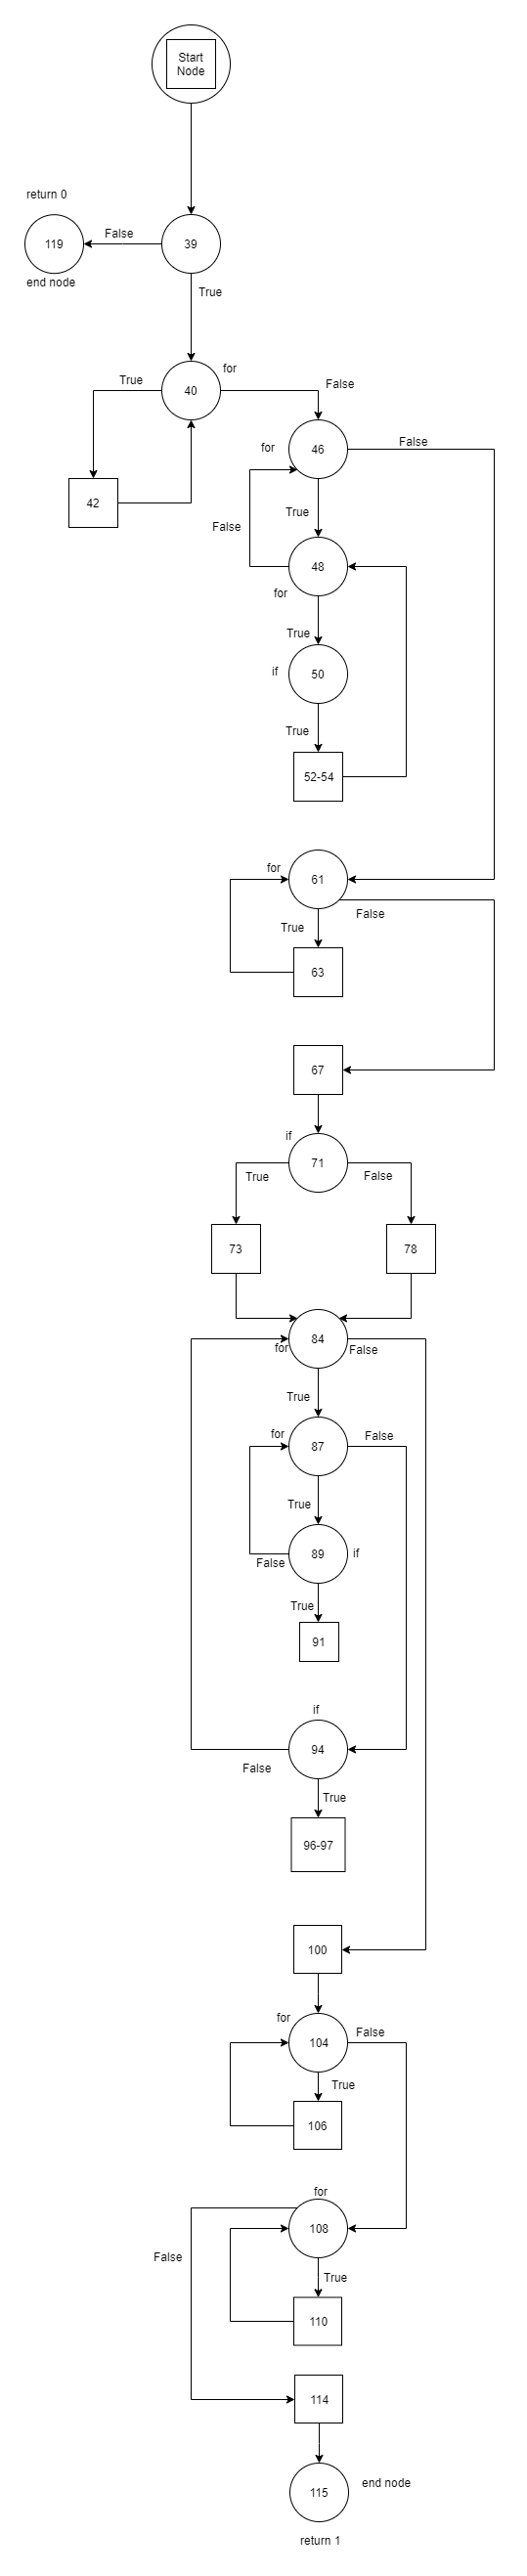 Start
Node
return 0
119
False
39
end node
True
True
40
for
False
42
for
46
False
False
True
48
for
True
if
50
True
52-54
for
61
False
True
63
67
if
71
True
False
73
78
84
for
False
True
for
87
False
True
89
if
False
True
91
if
94
False
True
96-97
100
for
False
104
True
106
for
108
False
True
110
114
end node
115
return 1